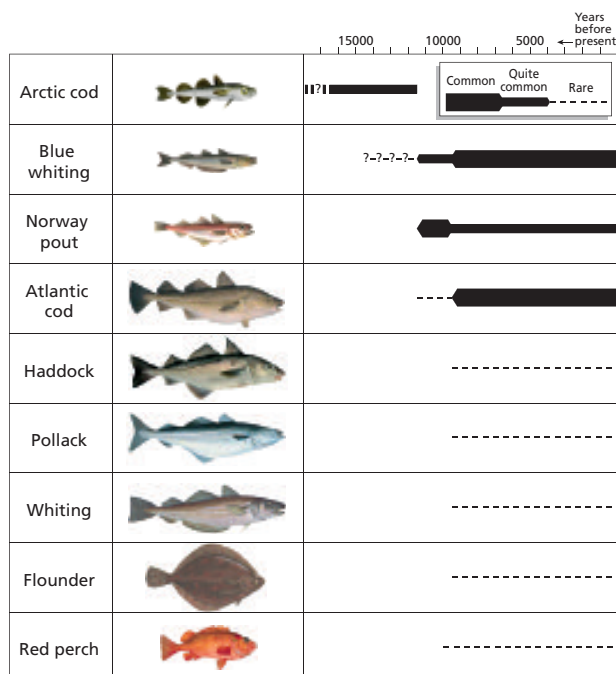 Years
before
present
15000 10000 5000
Common
Quite
common
Rare
Arctic cod
?
Blue
whiting
?-?-?-?
Norway
pout
Atlantic
cod
Haddock
Pollack
Whiting
Flounder
Red perch